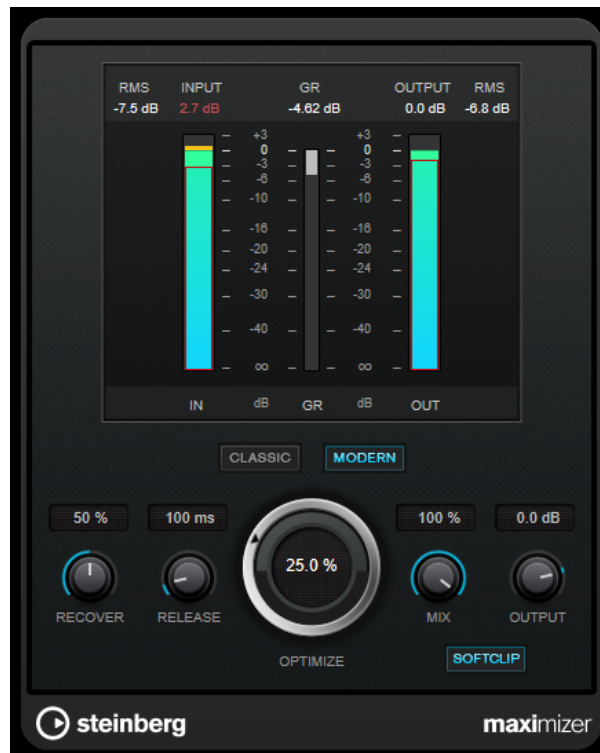 RMS INPUT GR OUTPUT RMS
-7.5 dB 2.7 dB -4.62 dB 0.0 dB -6.8 dB
+3 +3
0 0
-3 -3
-6 -6
-10 -10
-16 -16
-20 -20
-24 -24
-30 -30
-40 -40
∞ ∞
IN dB GR dB OUT
CLASSIC MODERN
50 % 100 ms 100 % 0.0 dB
25.0 %
RECOVER RELEASE MIX OUTPUT
OPTIMIZE SOFTCLIP
steinberg maximizer